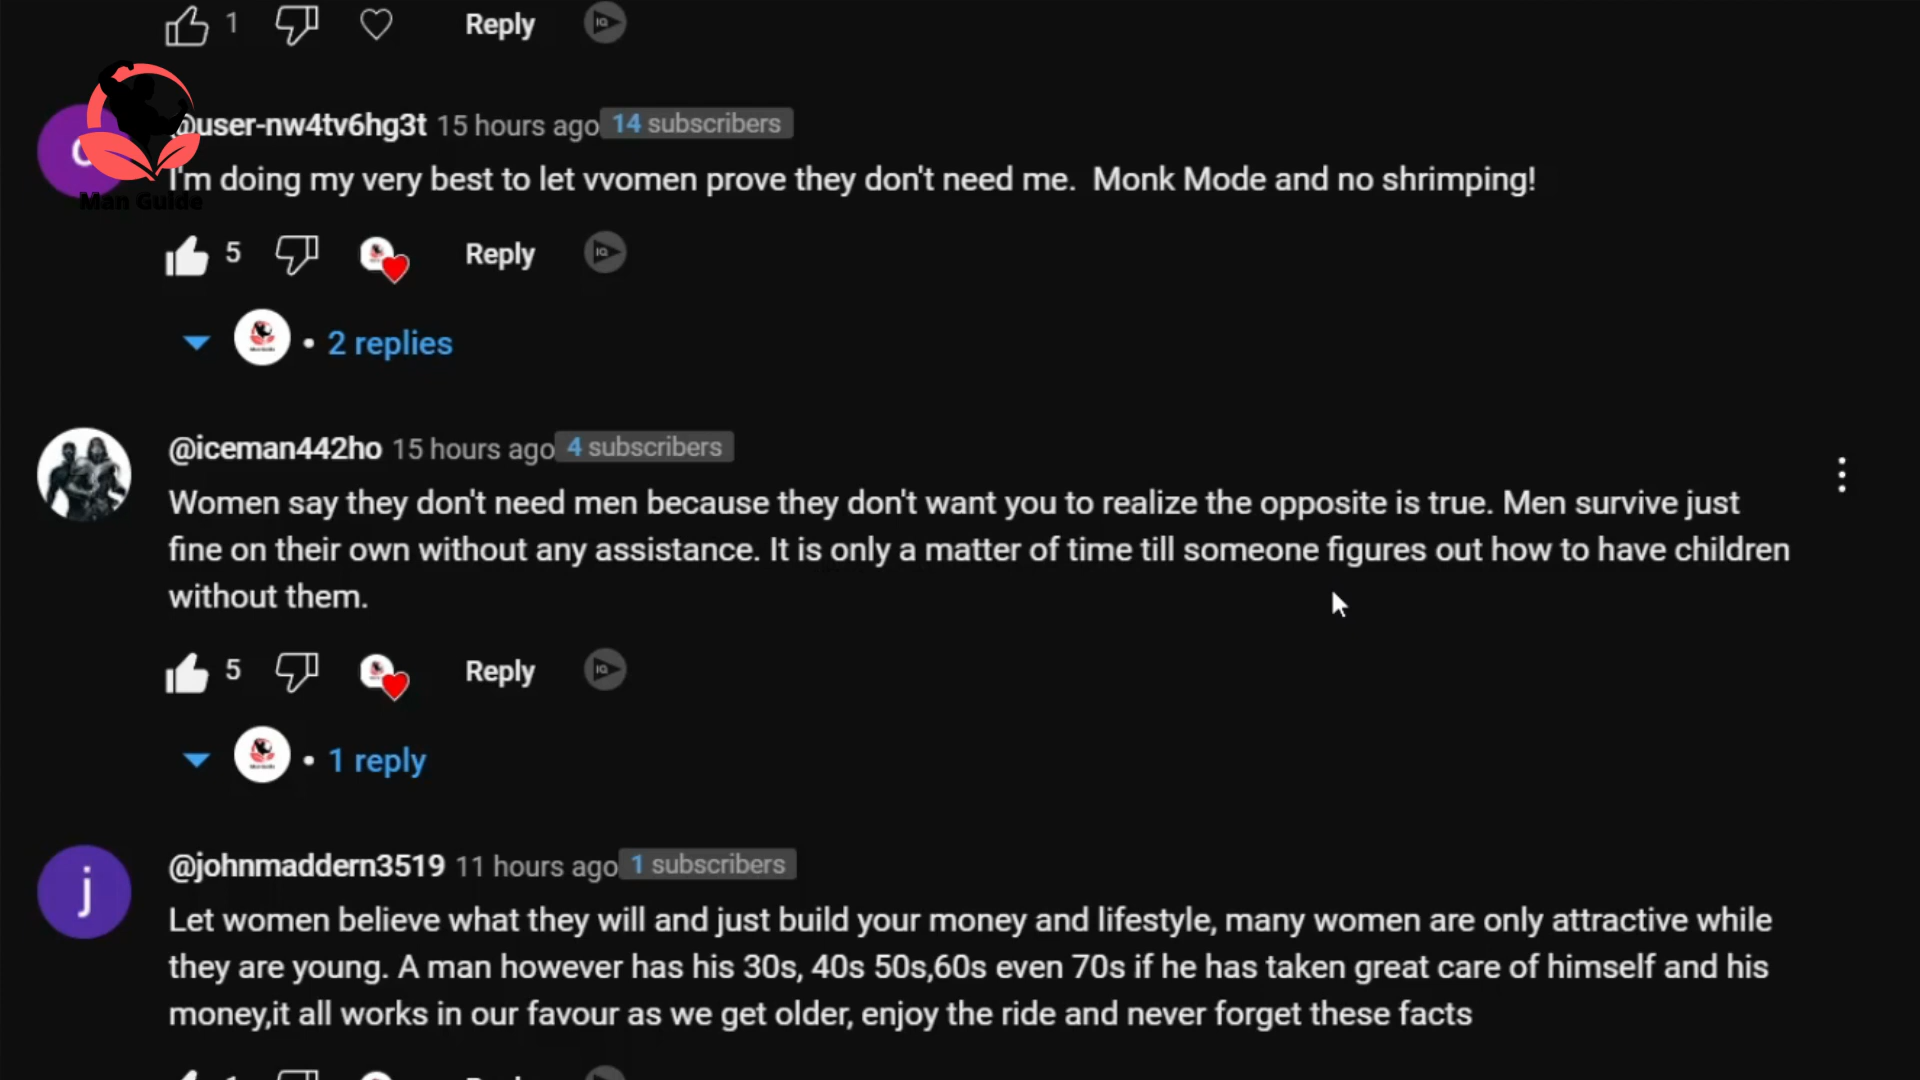 1 Reply
@user-nw4tv6hg3t 15 hours ago 14 subscribers
I'm doing my very best to let vvomen prove they don't need me. Monk Mode and no shrimping!
Man Guide
5 Reply
• 2 replies
@iceman442ho 15 hours ago 4 subscribers
Women say they don't need men because they don't want you to realize the opposite is true. Men survive just
fine on their own without any assistance. It is only a matter of time till someone figures out how to have children
without them.
5 Reply
• 1 reply
j
@johnmaddern3519 11 hours ago 1 subscribers
Let women believe what they will and just build your money and lifestyle, many women are only attractive while
they are young. A man however has his 30s, 40s 50s,60s even 70s if he has taken great care of himself and his
money,it all works in our favour as we get older, enjoy the ride and never forget these facts